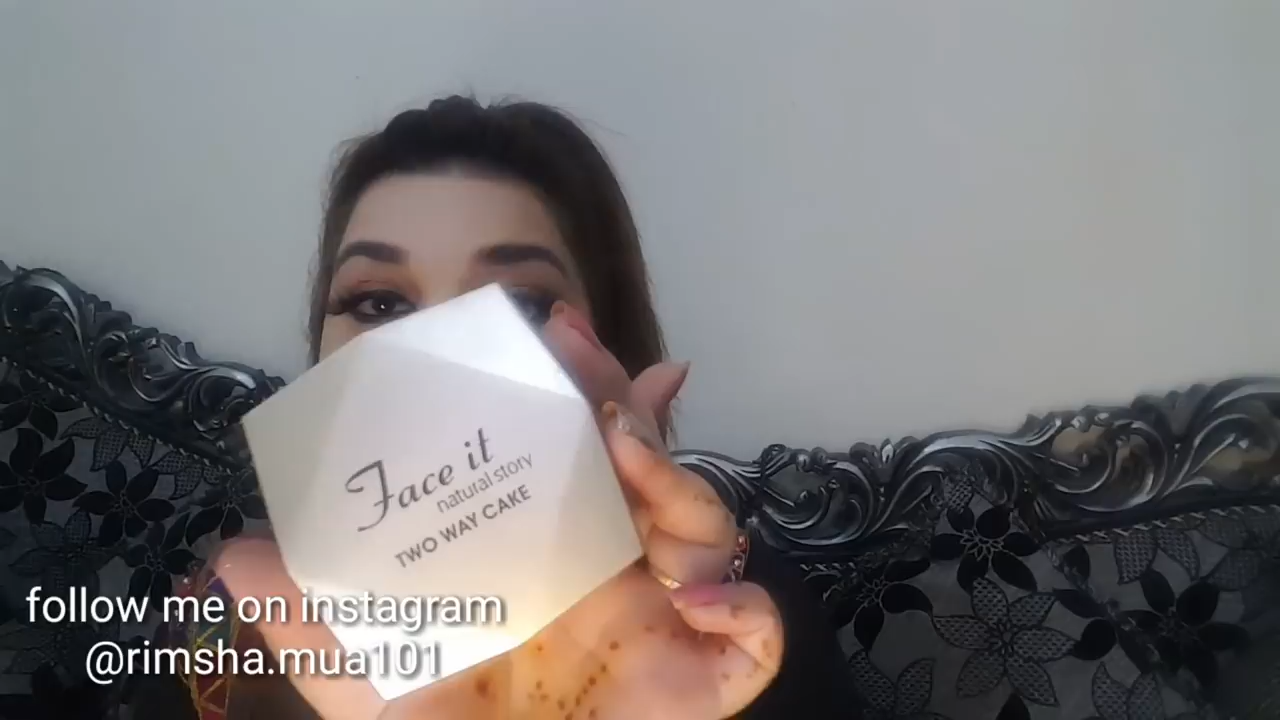 Face it
natural story
TWO WAY CAKE
follow me on instagram
@rimsha.mua101